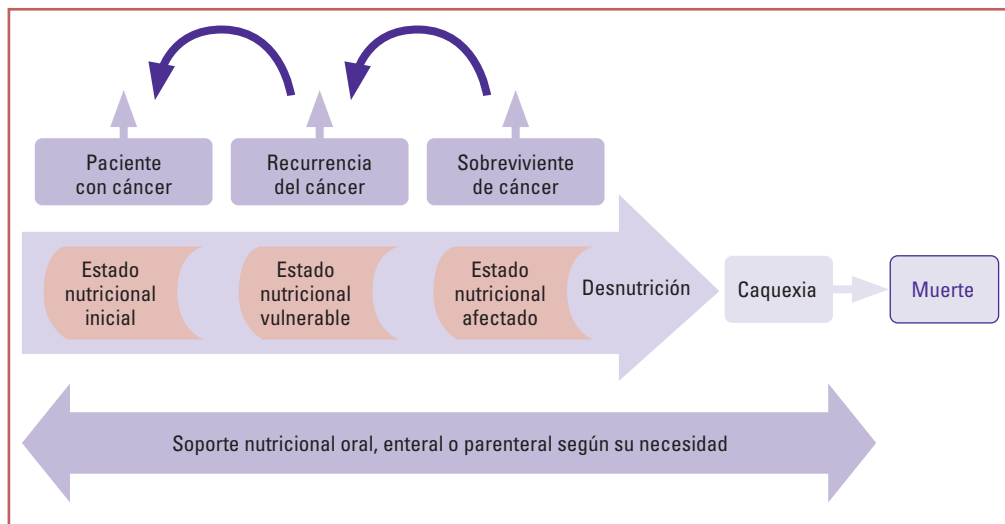 Paciente
con cáncer
Recurrencia
del cáncer
Sobreviviente
de cáncer
Estado
nutricional
inicial
Estado
nutricional
vulnerable
Estado
nutricional
afectado
Desnutrición
Caquexia
Muerte
Soporte nutricional oral, enteral o parenteral según su necesidad